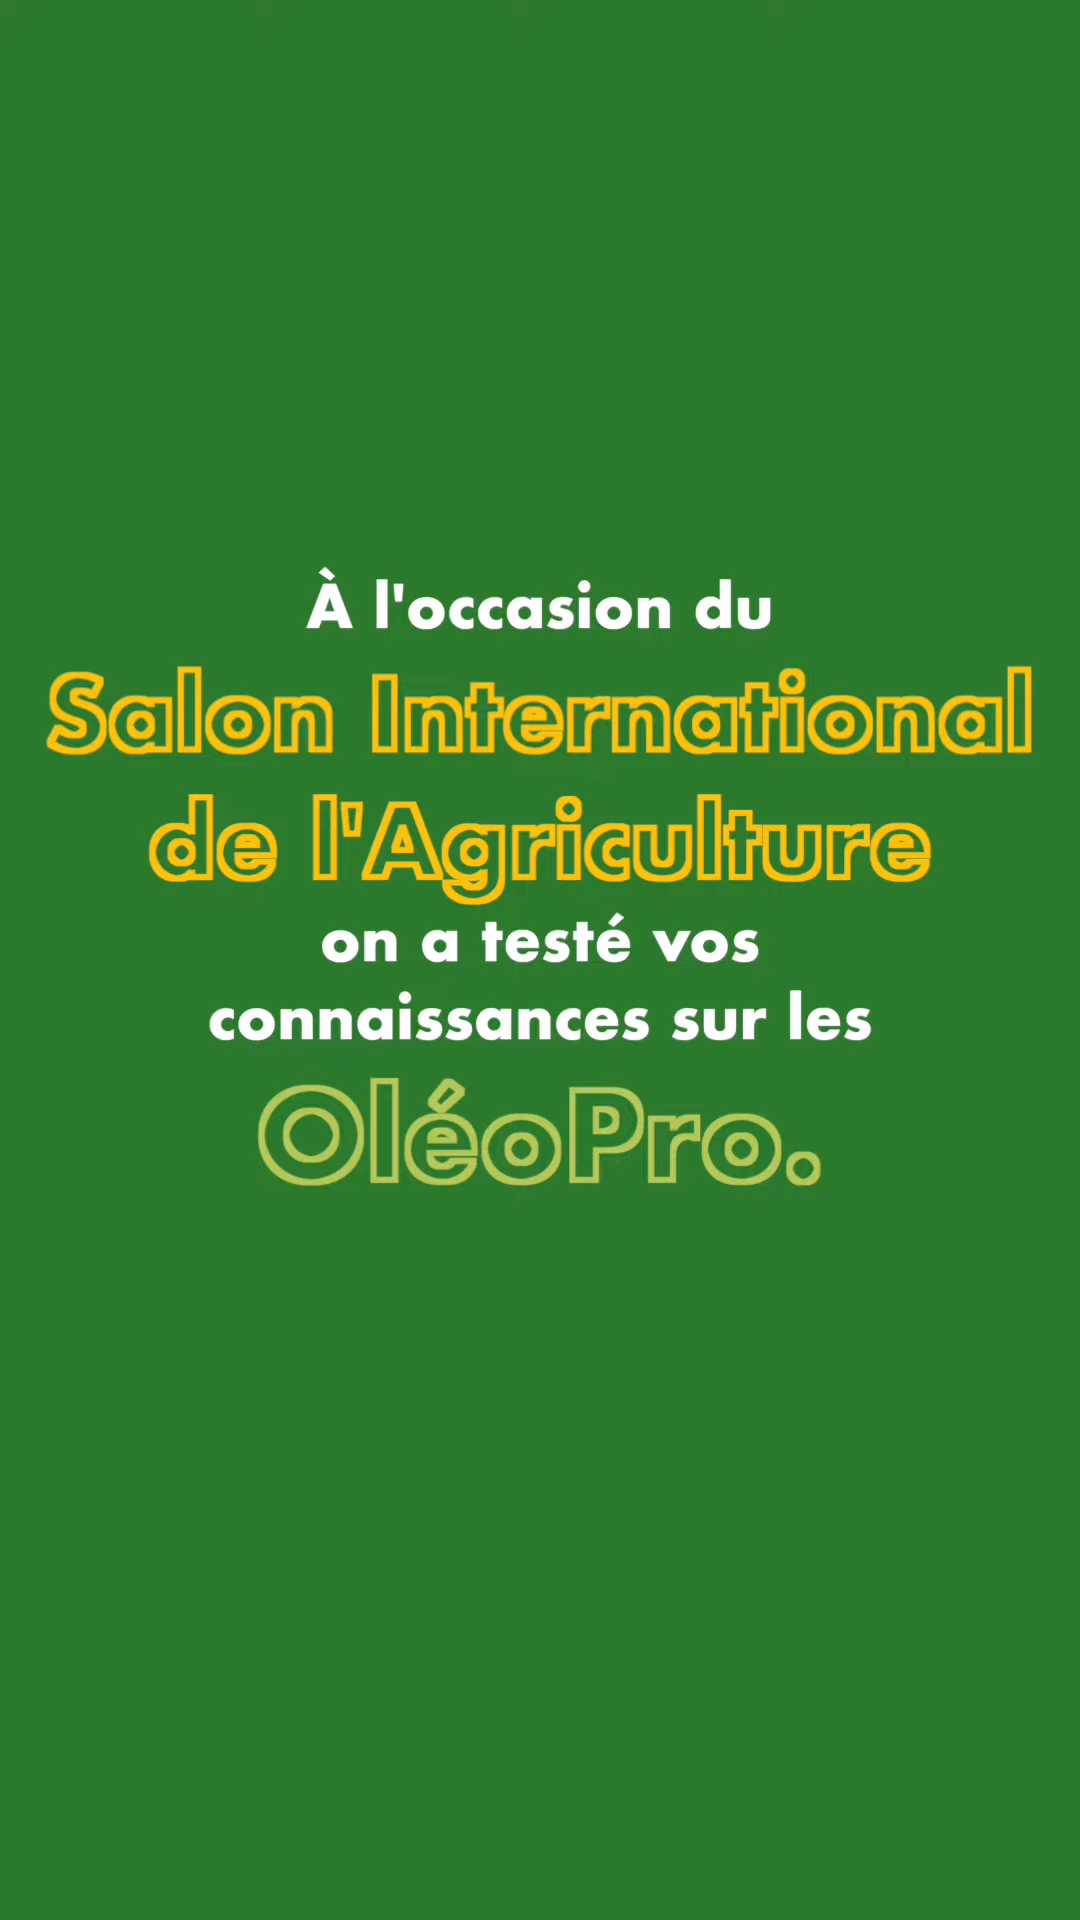 À l'occasion du
Salon International
de l'Agriculture
on a testé vos
connaissances sur les
OléoPro.